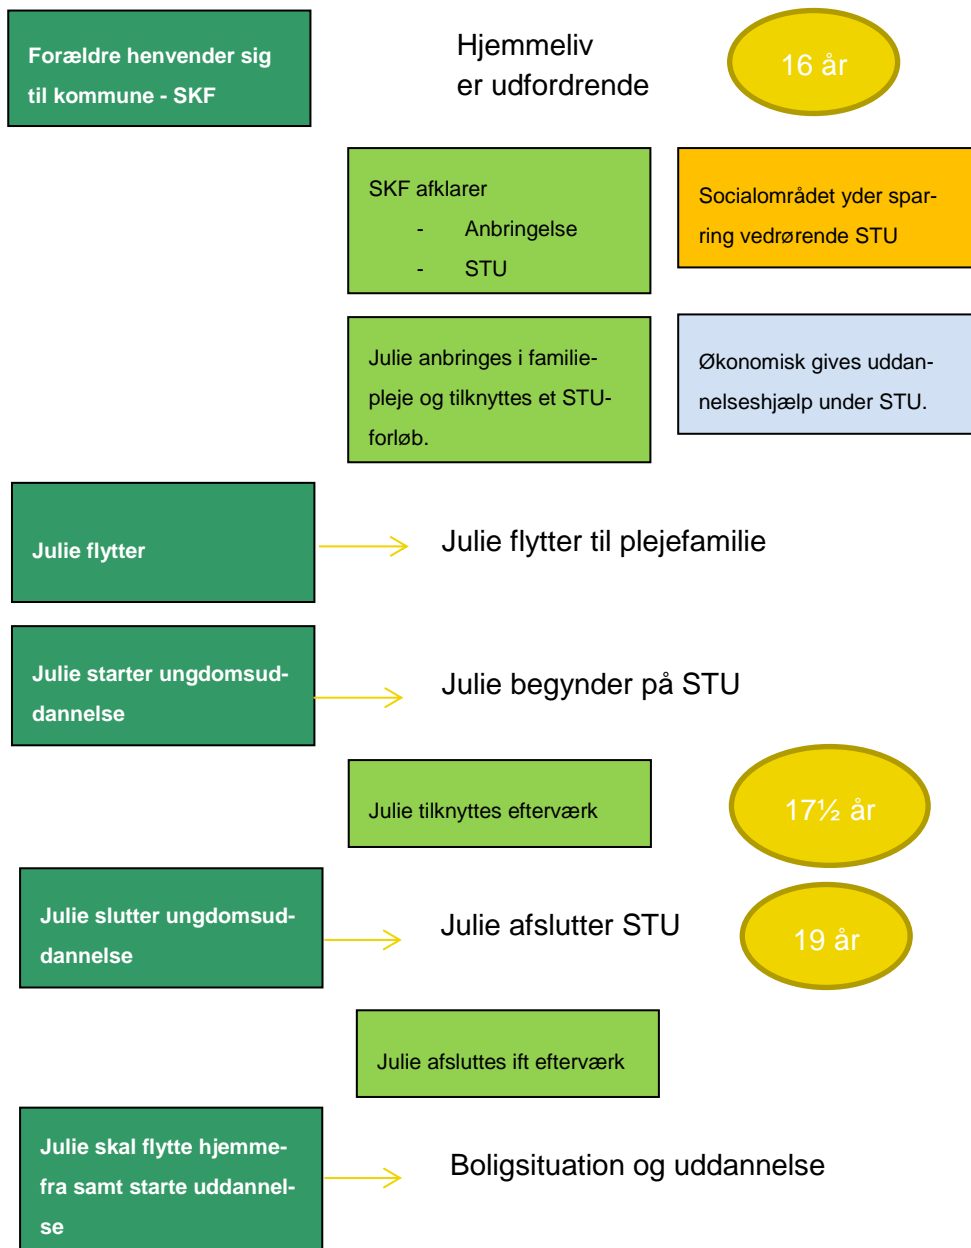 Forældre henvender sig
til kommune - SKF
Hjemmeliv
er udfordrende
16 år
SKF afklarer
- Anbringelse
- STU
Socialområdet yder spar-
ring vedrørende STU
Julie anbringes i familie-
pleje og tilknyttes et STU-
forløb.
Økonomisk gives uddan-
nelseshjælp under STU.
Julie flytter
Julie flytter til plejefamilie
Julie starter ungdomsud-
dannelse
Julie begynder på STU
Julie tilknyttes efterværk
17½ år
Julie slutter ungdomsud-
dannelse
Julie afslutter STU
19 år
Julie afsluttes ift efterværk
Julie skal flytte hjemme-
fra samt starte uddannel-
se
Boligsituation og uddannelse